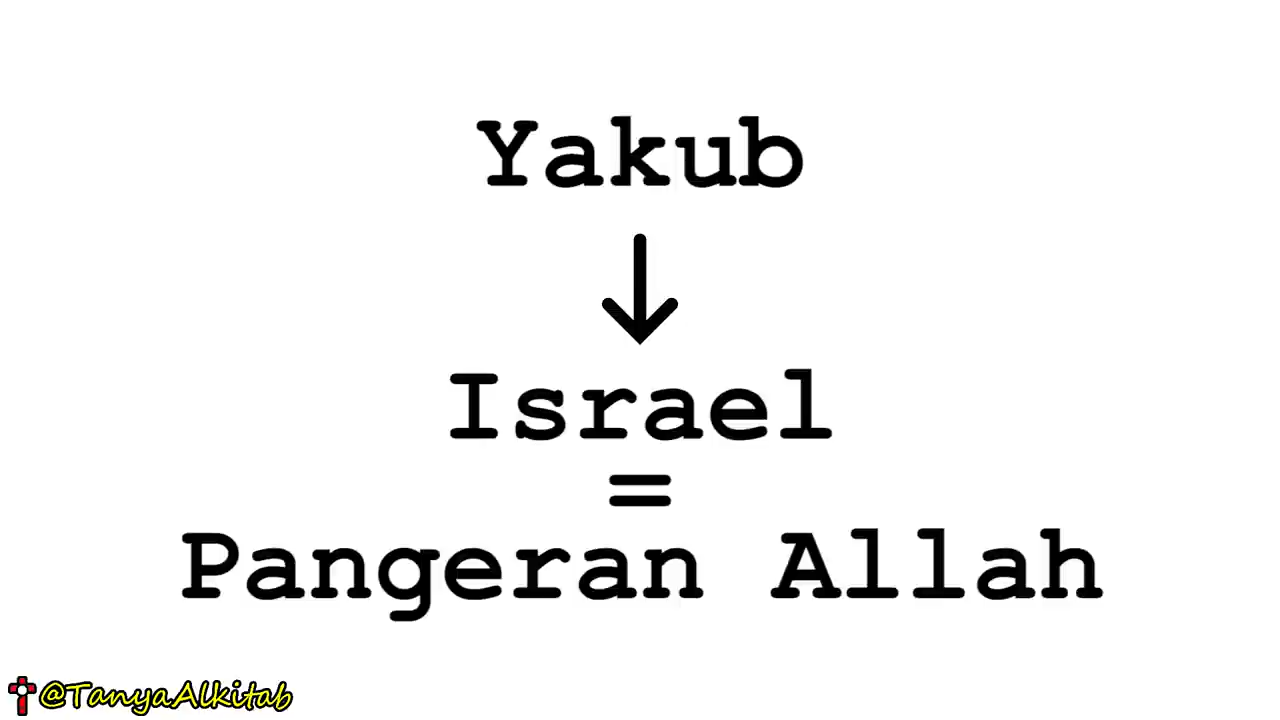 Yakub
↓
Israel
=
Pangeran Allah
@TanyaAlkitab